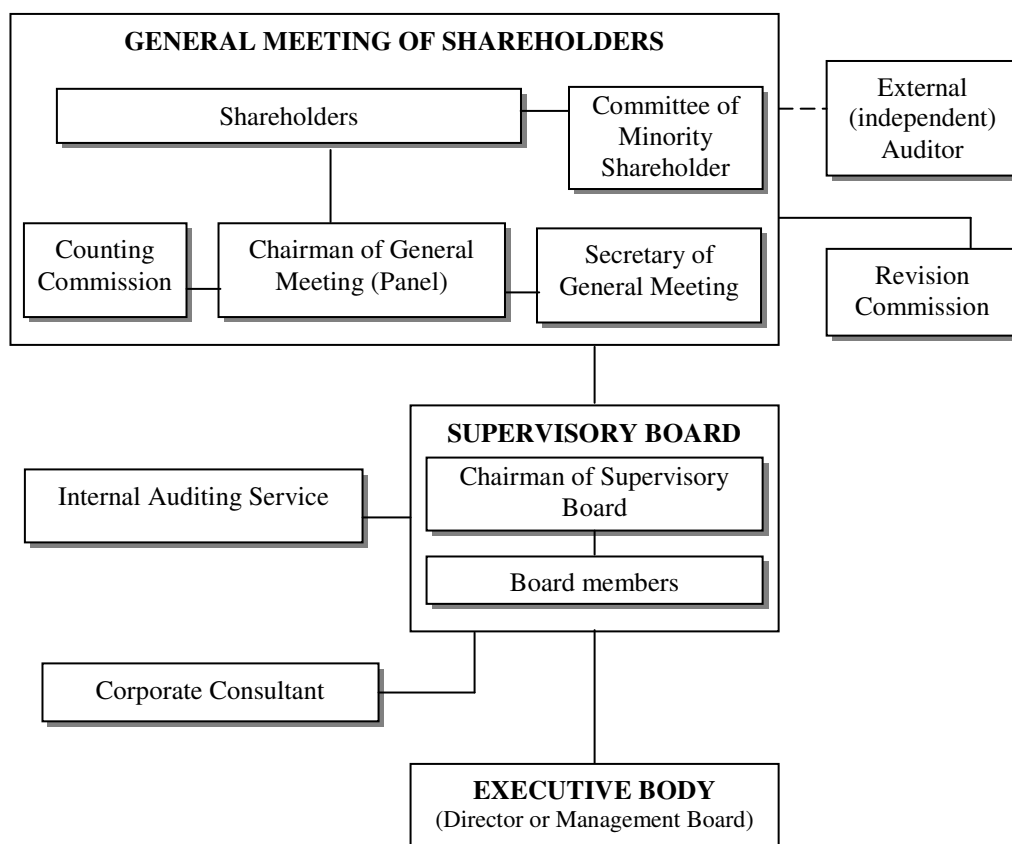 GENERAL MEETING OF SHAREHOLDERS
Shareholders
Committee of
Minority
Shareholder
External
(independent)
Auditor
Counting
Commission
Chairman of General
Meeting (Panel)
Secretary of
General Meeting
Revision
Commission
SUPERVISORY BOARD
Chairman of Supervisory
Board
Board members
Internal Auditing Service
Corporate Consultant
EXECUTIVE BODY
(Director or Management Board)